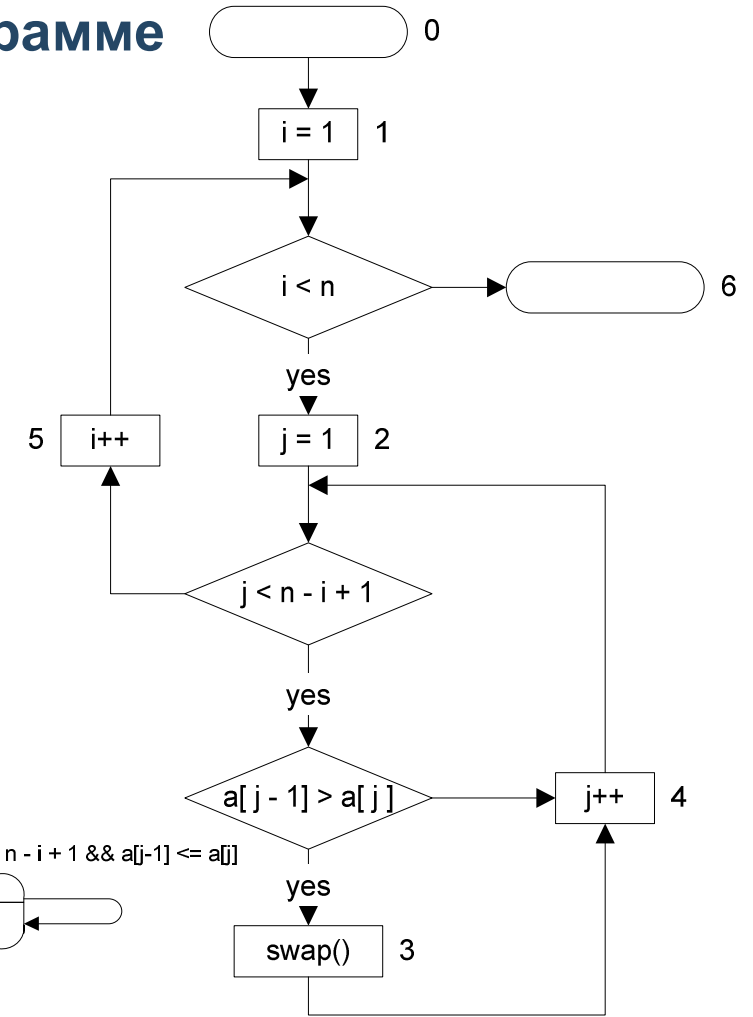 рамме
0
i = 1 1
i < n 6
yes
5 i++ j = 1 2
j < n - i + 1
yes
a[ j - 1] > a[ j ] j++ 4
n - i + 1 && a[j-1] <= a[j]
yes
swap() 3